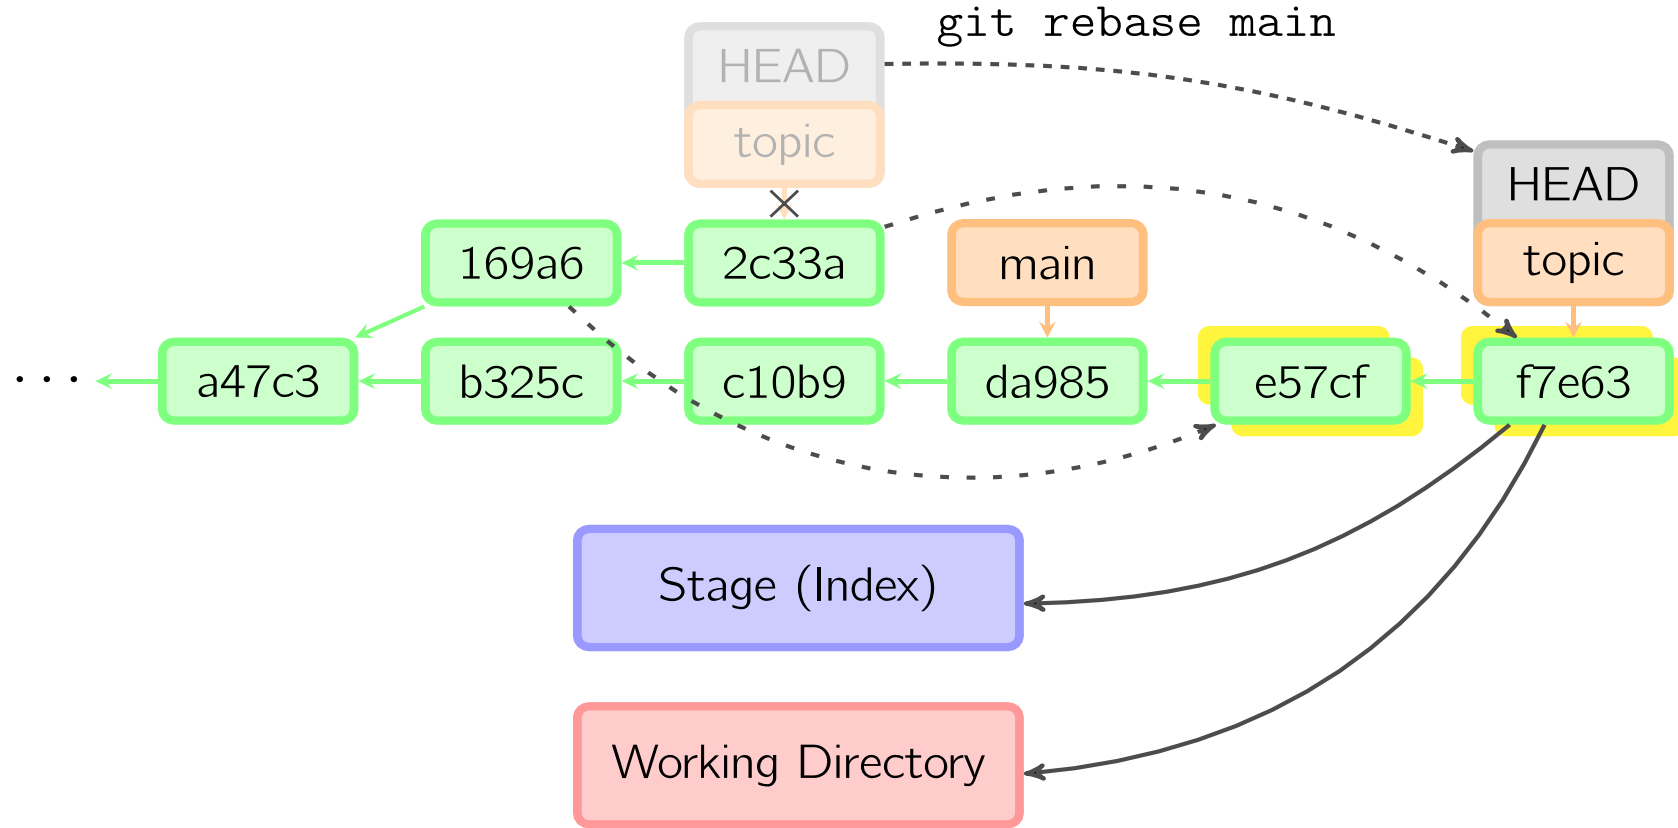 git rebase main
HEAD
topic
HEAD
topic
169a6
2c33a
main
... a47c3 b325c c10b9 da985 e57cf f7e63
Stage (Index)
Working Directory